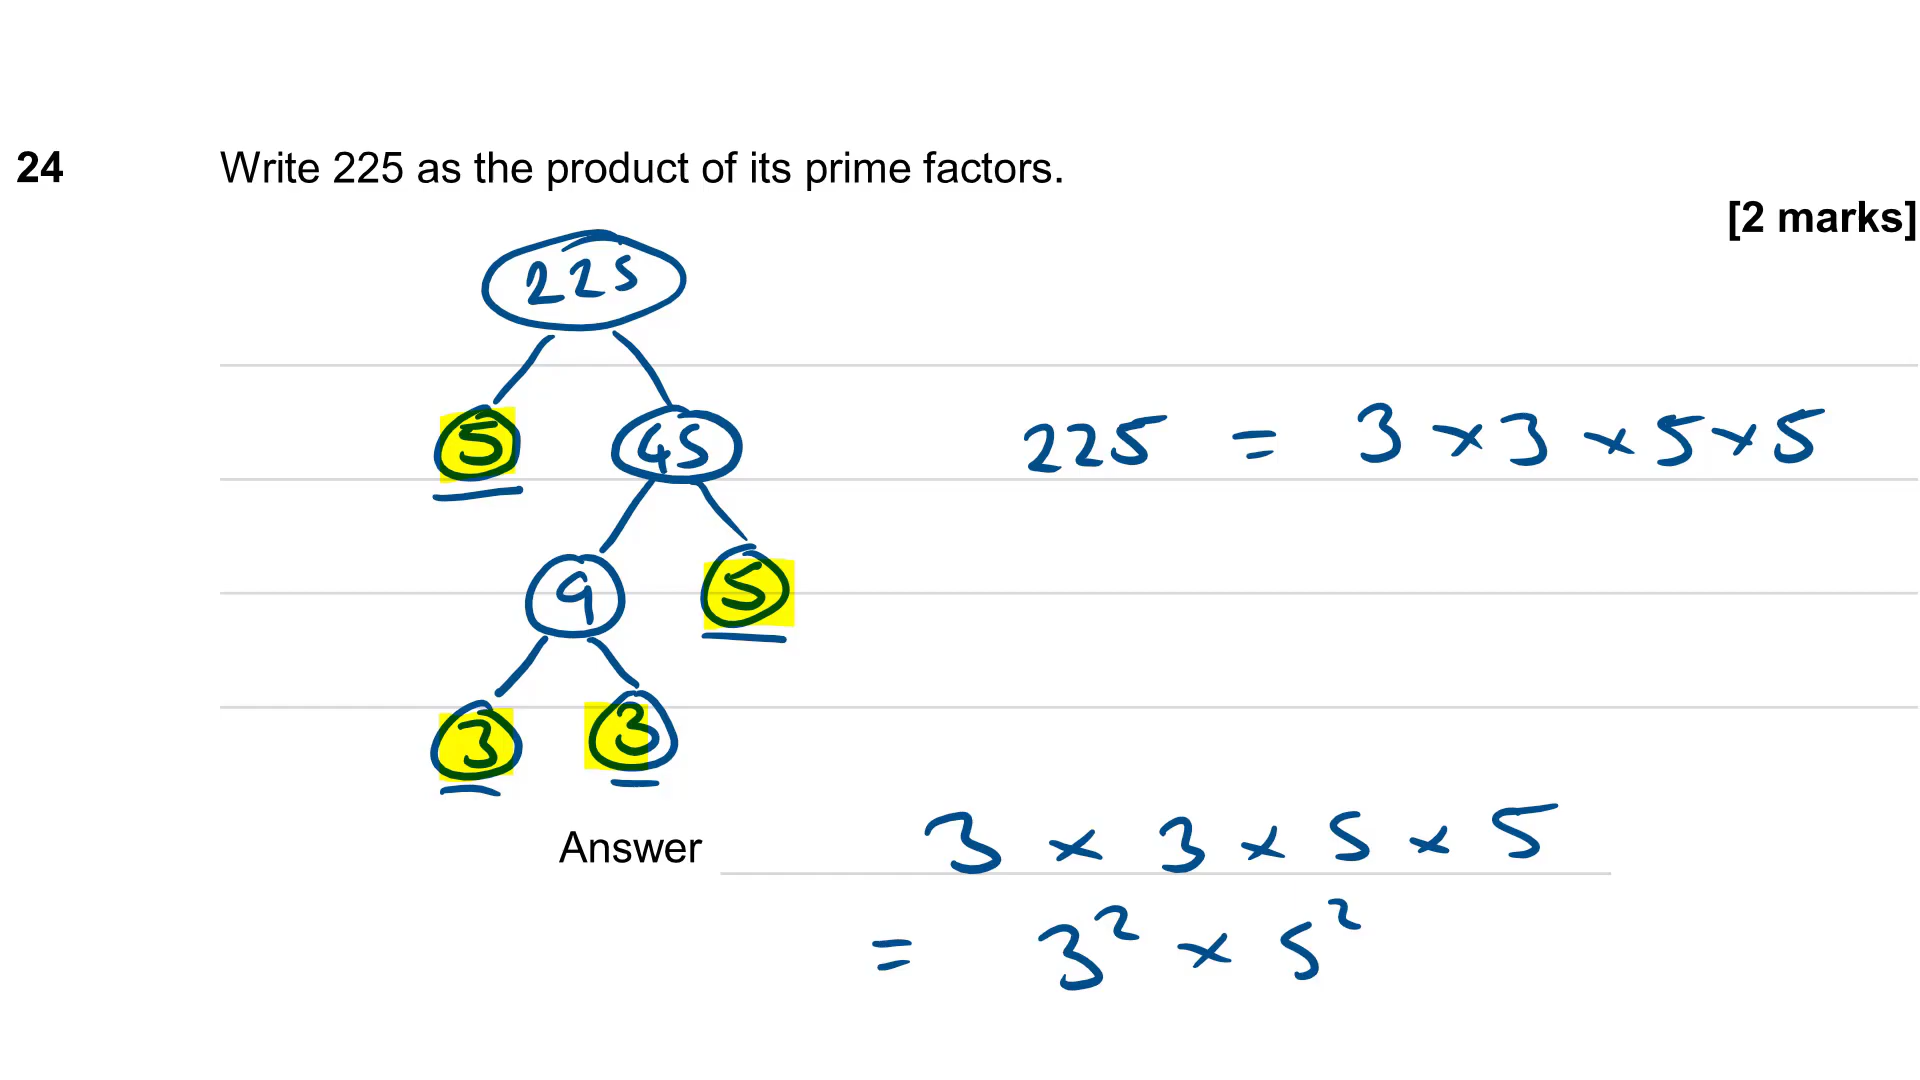 24 Write 225 as the product of its prime factors.
[2 marks]
225
5 45
225 = 3 × 3 × 5 × 5
9 5
3 3
Answer 3 × 3 × 5 × 5
= 3² × 5²